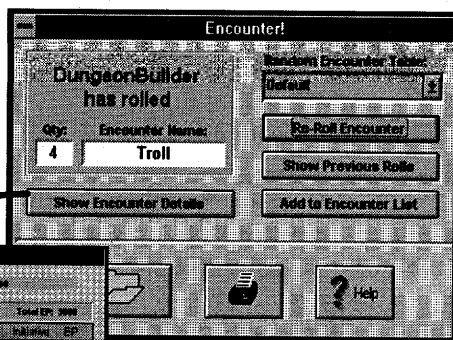 Encounter!
DungeonBuilder
has rolled
Qty: Encounter Name:
4 Troll
Show Encounter Details
Random Encounter Table:
Default
Re-Roll Encounter
Show Previous Rolls
Add to Encounter List
Help
Total EP: 3000
Initiative EP